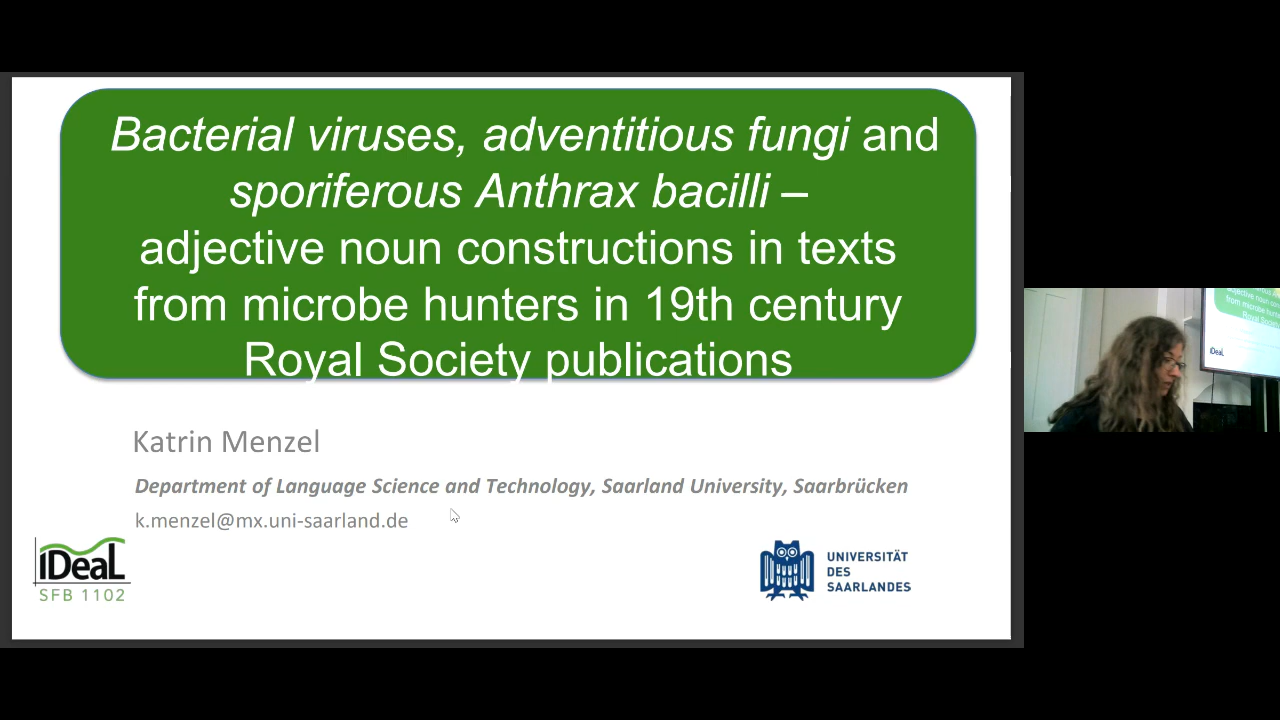 Bacterial viruses, adventitious fungi and
sporiferous Anthrax bacilli –
adjective noun constructions in texts
from microbe hunters in 19th century
Royal Society publications
Katrin Menzel
Department of Language Science and Technology, Saarland University, Saarbrücken
k.menzel@mx.uni-saarland.de
iDeaL
SFB 1102
UNIVERSITÄT
DES
SAARLANDES
iDeaL